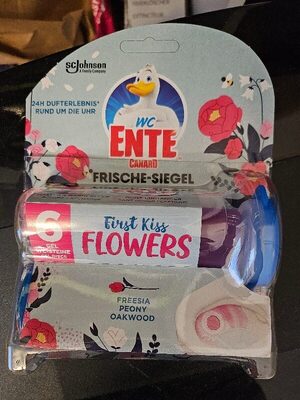 SC Johnson
A Family Company
24H DUFTERLEBNIS*
RUND UM DIE UHR
WC
ENTE
CANARD
*FRISCHE-SIEGEL
6
First Kiss
FLOWERS
FREESIA
PEONY
OAKWOOD